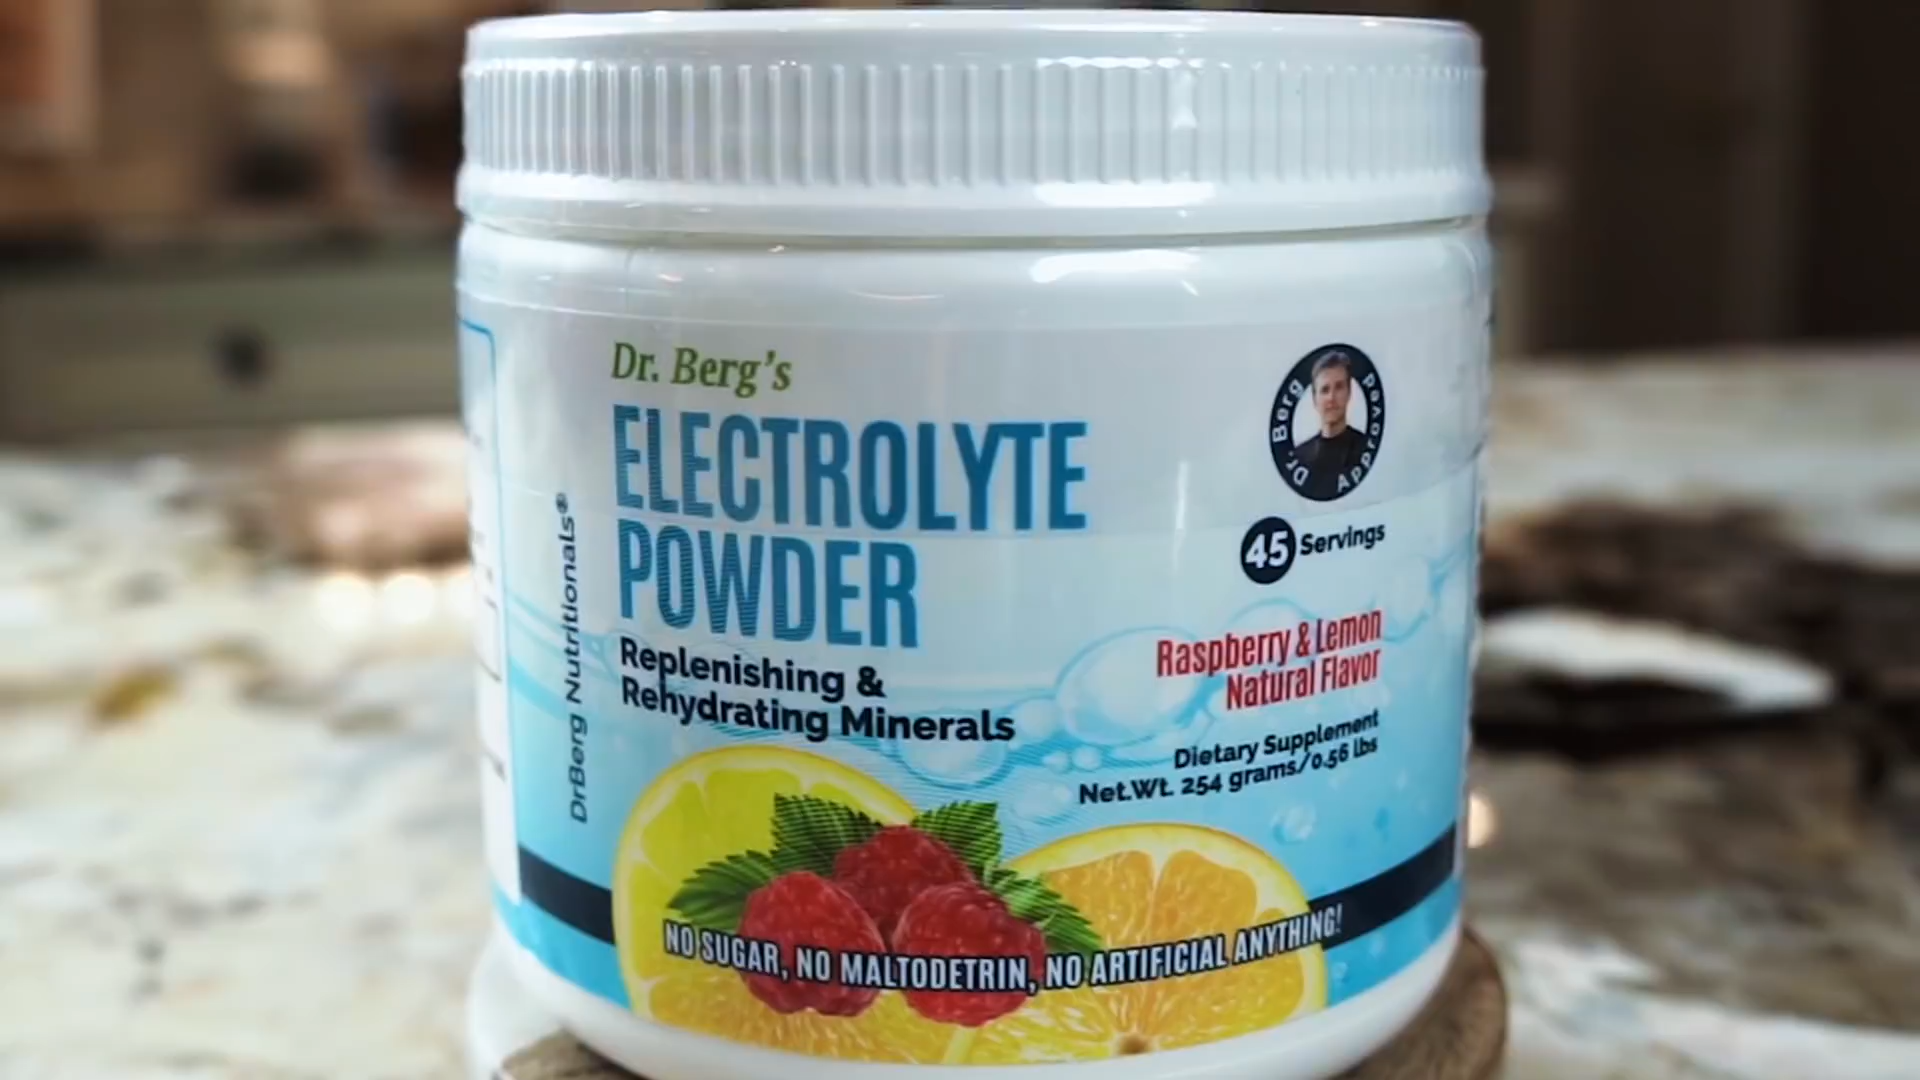 Dr. Berg's
ELECTROLYTE
POWDER
Replenishing &
Rehydrating Minerals
DrBerg Nutritionals®
Dr. Berg Approved
45 Servings
Raspberry & Lemon
Natural Flavor
Dietary Supplement
Net.Wt. 254 grams/0.56 lbs
NO SUGAR, NO MALTODETRIN, NO ARTIFICIAL ANYTHING!